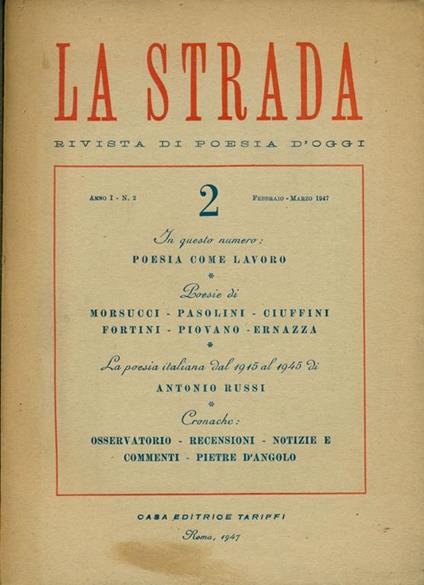 LA STRADA
RIVISTA DI POESIA D'OGGI
ANNO I - N. 2
2
FEBBRAIO - MARZO 1947
In questo numero:
POESIA COME LAVORO
*
Poesie di
MORSUCCI - PASOLINI - CIUFFINI
FORTINI - PIOVANO - ERNAZZA
*
La poesia italiana dal 1915 al 1945 di
ANTONIO RUSSI
*
Cronache:
OSSERVATORIO - RECENSIONI - NOTIZIE E
COMMENTI - PIETRE D'ANGOLO
CASA EDITRICE TARIFFI
Roma, 1947